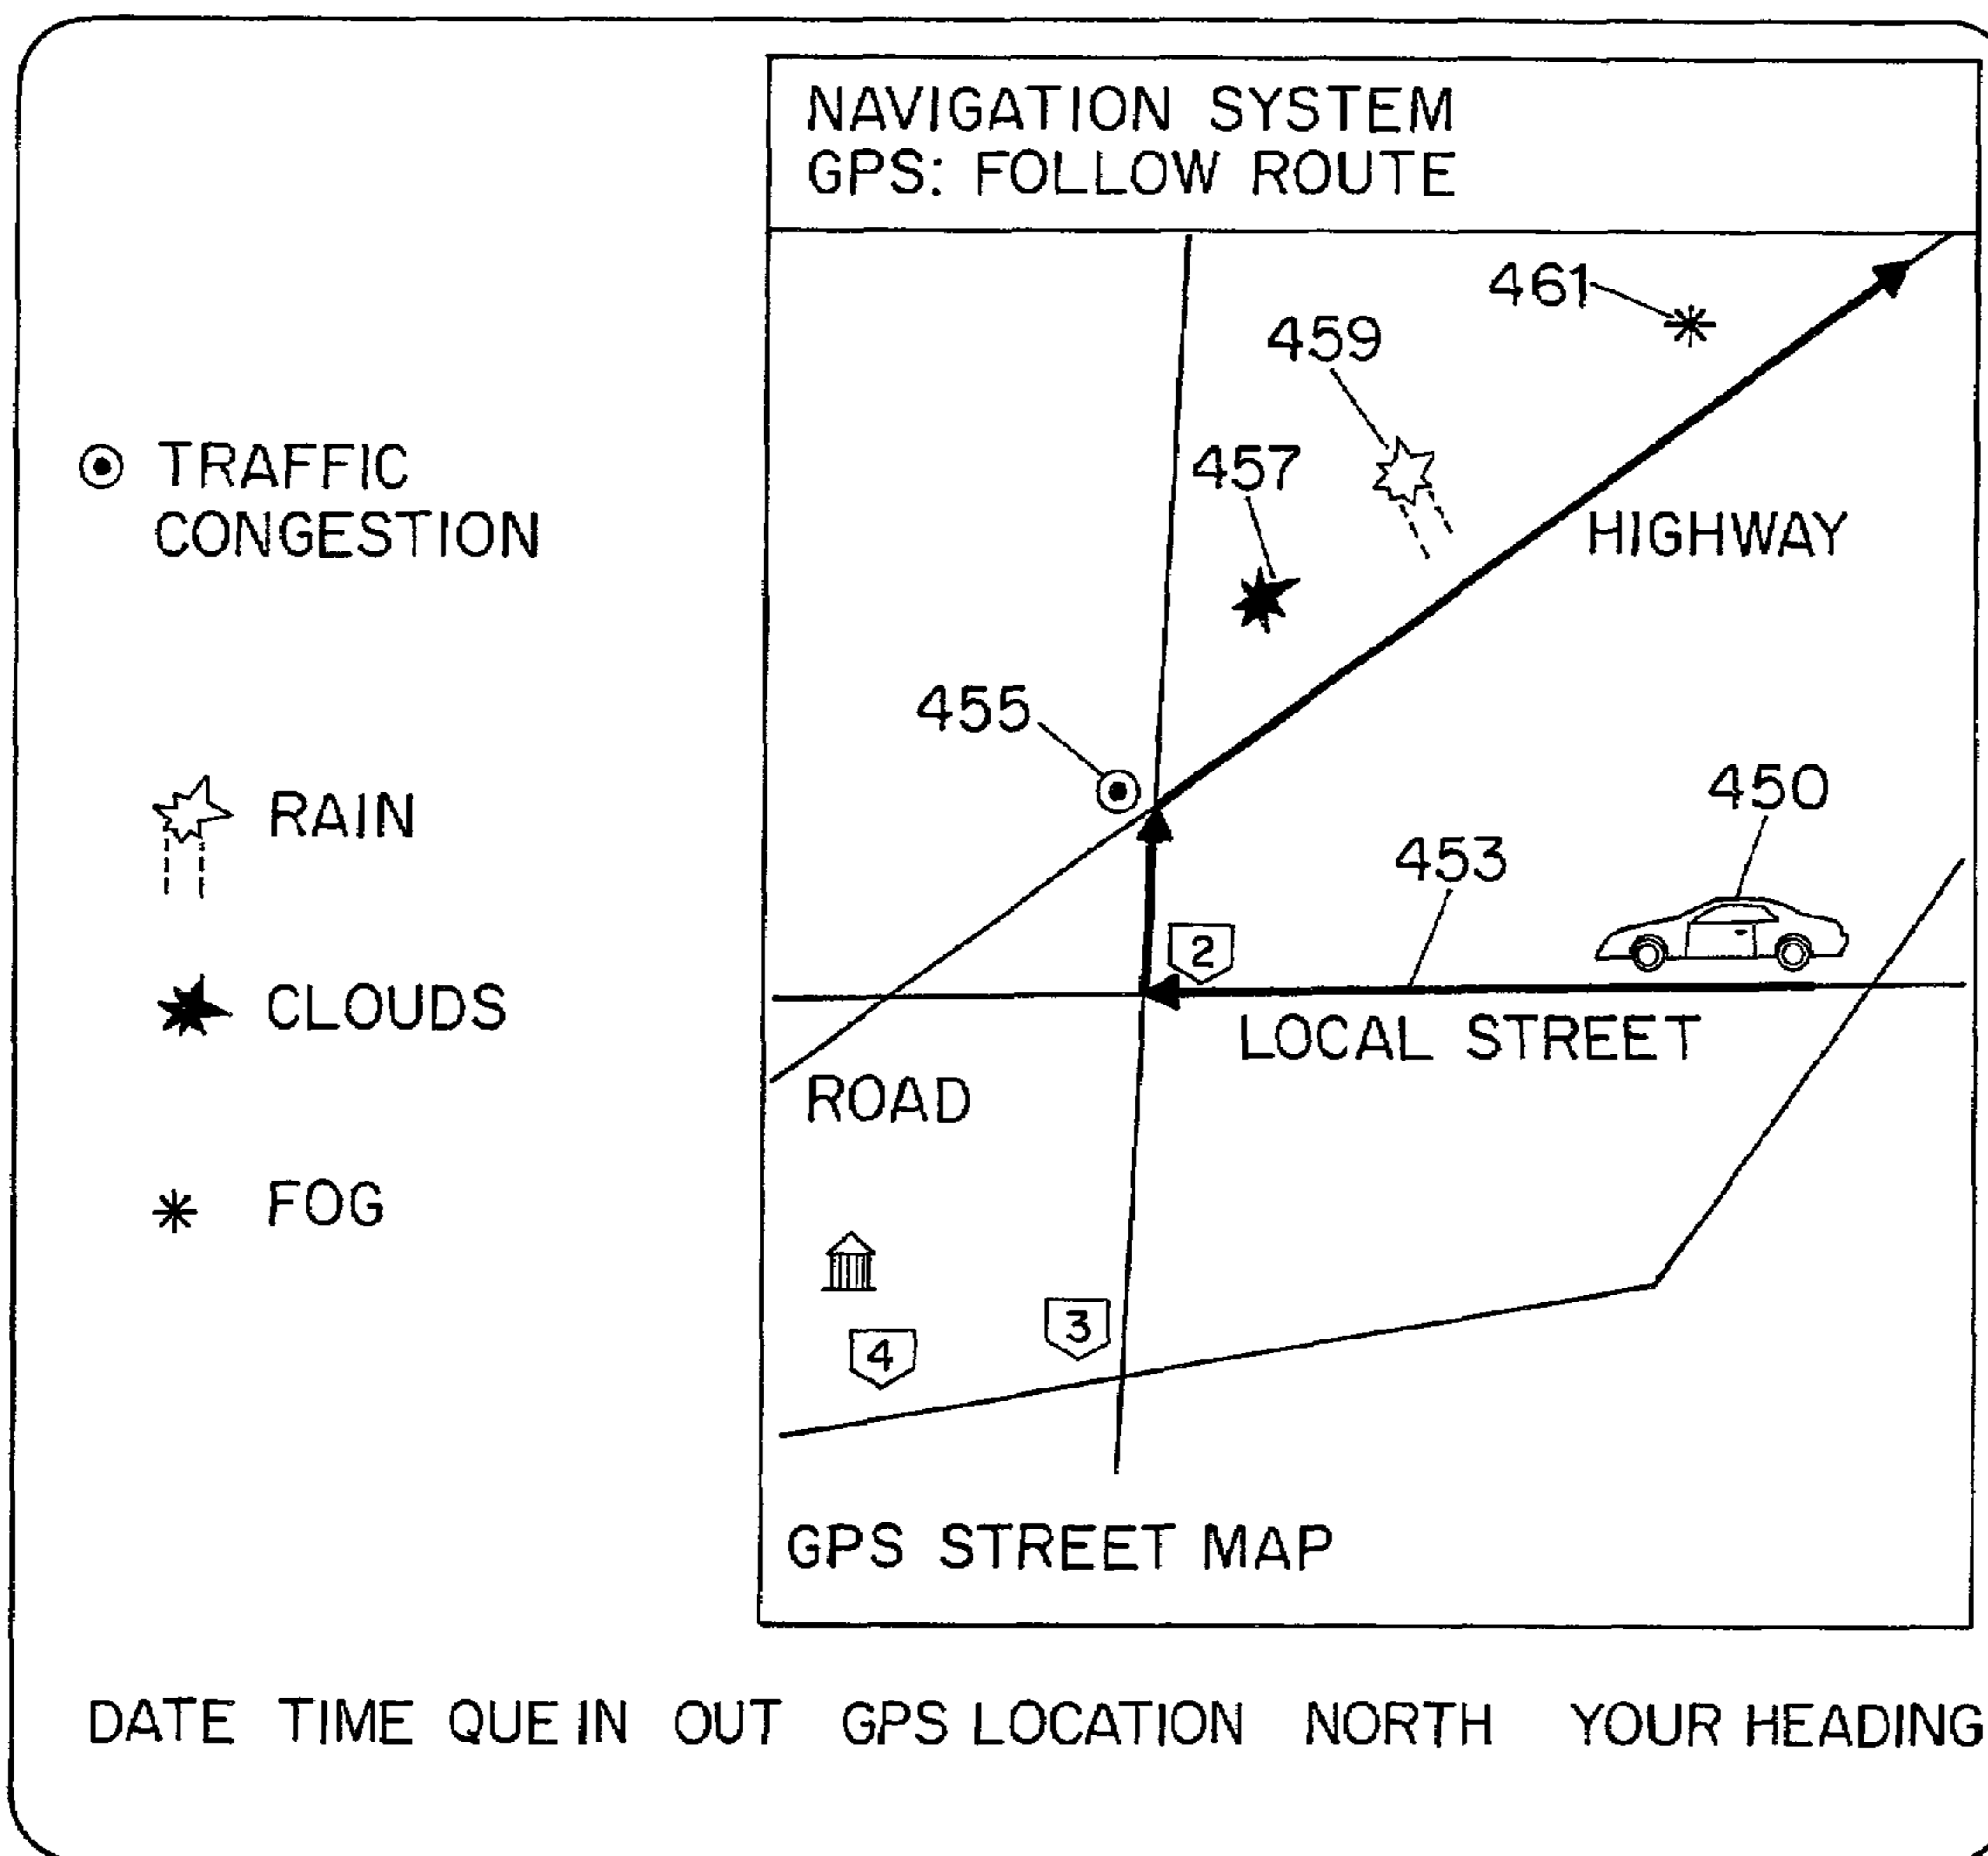 NAVIGATION SYSTEM
GPS: FOLLOW ROUTE
461
459
457
TRAFFIC
CONGESTION
HIGHWAY
455
450
RAIN
453
2
CLOUDS
LOCAL STREET
ROAD
FOG
3
4
GPS STREET MAP
DATE TIME QUE IN OUT GPS LOCATION NORTH YOUR HEADING